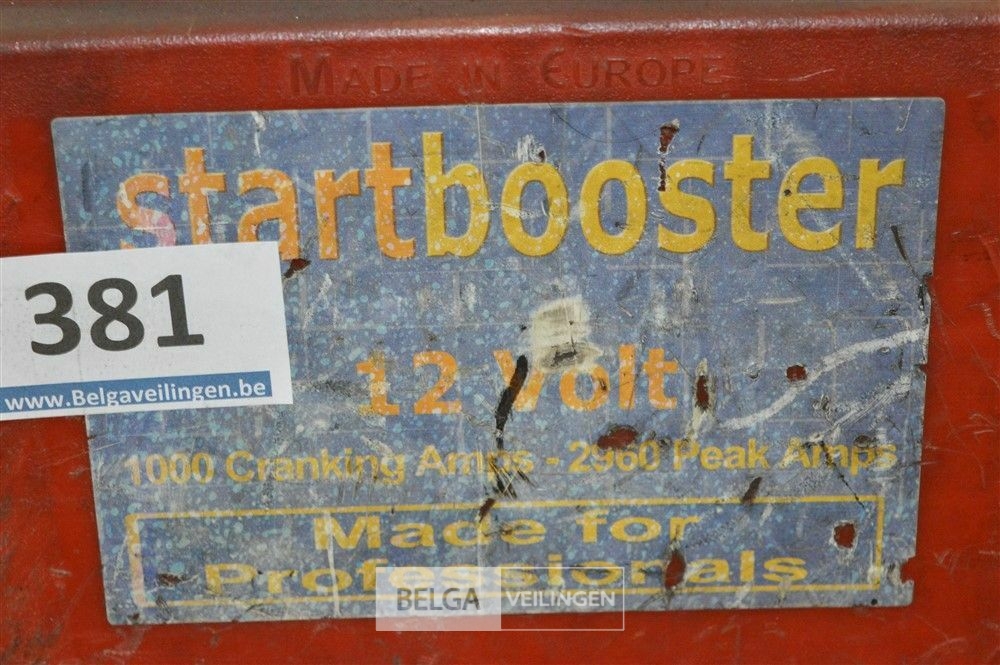 MADE IN EUROPE
startbooster
381
www.Belgaveilingen.be
12 Volt
1000 Cranking Amps - 2960 Peak Amps
Made for
Professionals
BELGA VEILINGEN